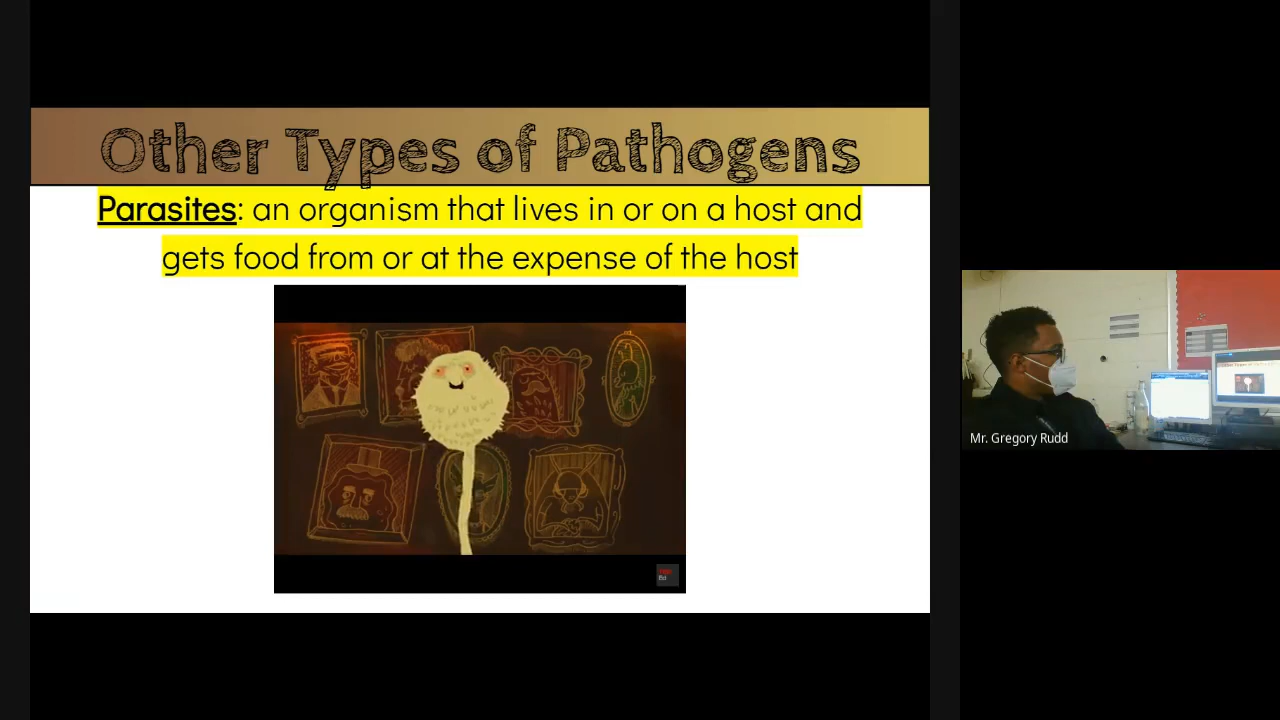 Other Types of Pathogens
Parasites: an organism that lives in or on a host and
gets food from or at the expense of the host
Mr. Gregory Rudd